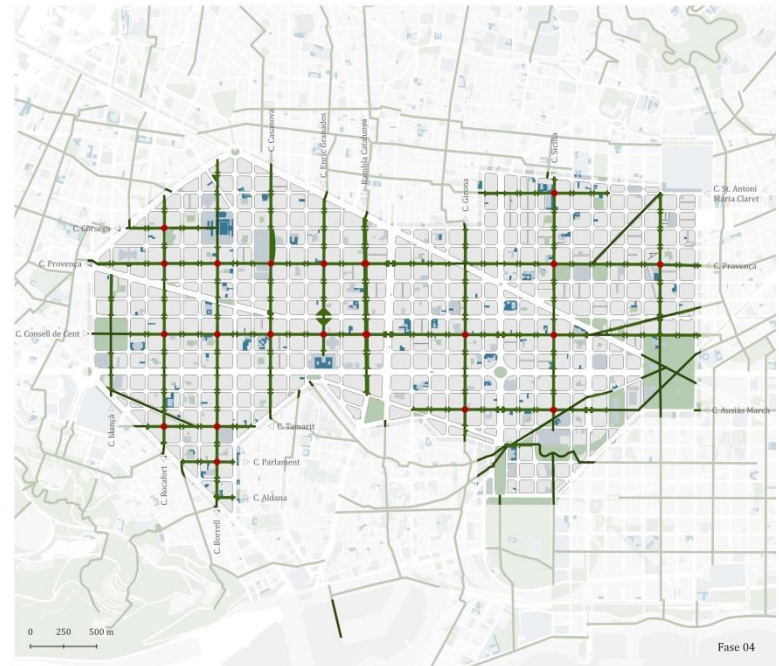 C. Casanova
C. Enric Granados
Rambla Catalunya
C. Girona
C. Sicília
C. St. Antoni
Maria Claret
C. Còrsega
C. Provença
C. Provença
C. Consell de Cent
C. Ausiàs March
C. Llançà
C. Rocafort
C. Borrell
C. Tamarit
C. Parlament
C. Aldana
0 250 500 m
Fase 04